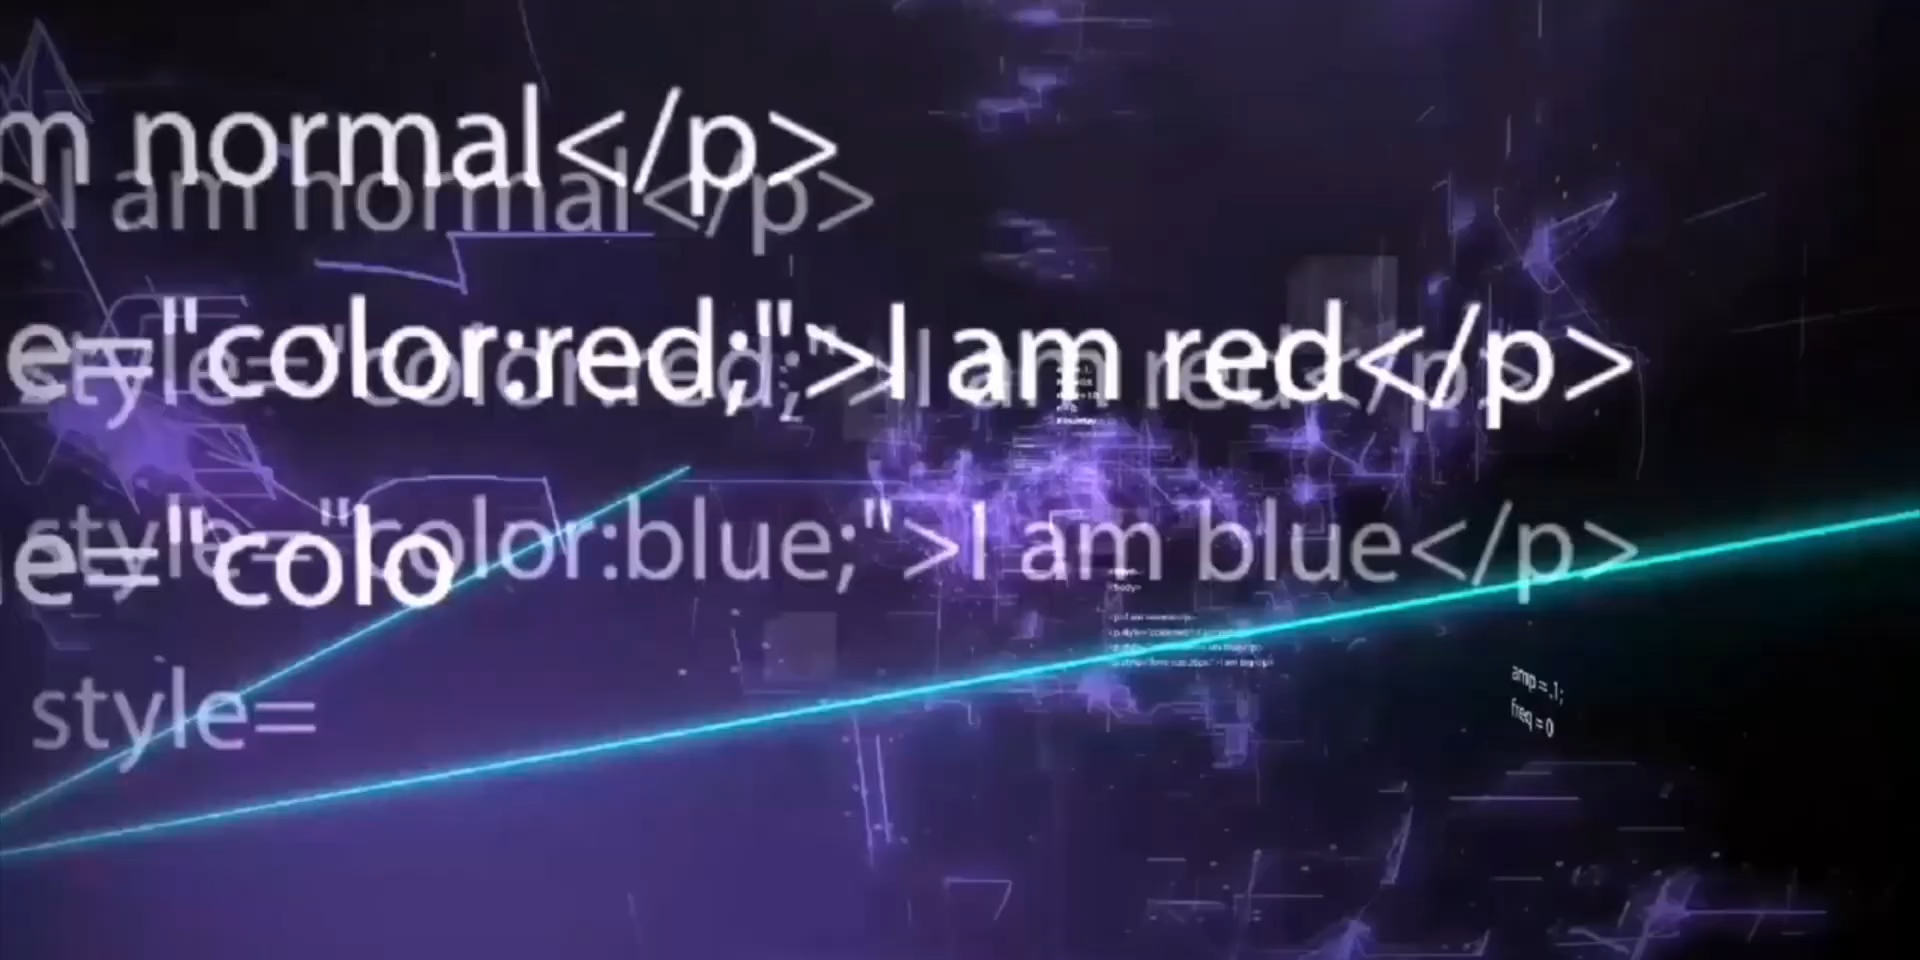 m normal</p>
>I am normal</p>
e="color:red;">I am red</p>
style="color:red;">I am red</p>
style="color:blue;">I am blue</p>
e="colo
style=
<body>
amp = .1;
freq = 0